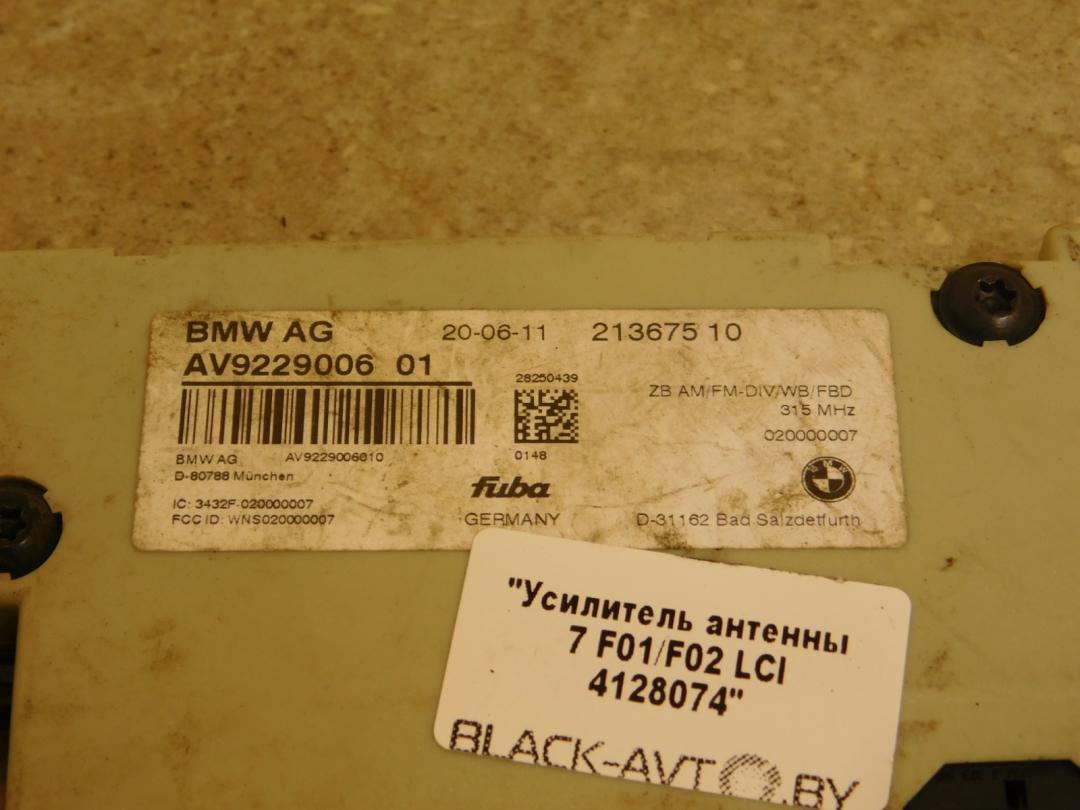 BMW AG 20-06-11 213675 10
AV9229006 01
28250439
ZB AM/FM-DIV/WB/FBD
315 MHz
020000007
BMW AG AV9229006010
0148
D-80788 München
fuba
IC: 3432F-020000007
FCC ID: WNS020000007
GERMANY D-31162 Bad Salzdetfurth
"Усилитель антенны
7 F01/F02 LCI
4128074"
BLACK-AVTO.BY